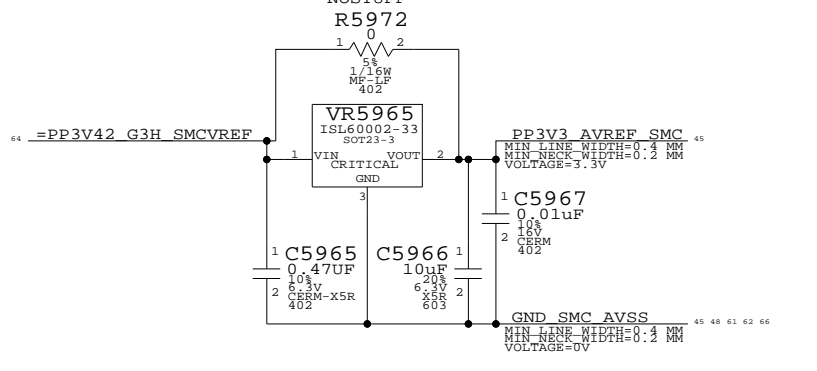 NOSTUFF
R5972
0
1 2
5%
1/16W
MF-LF
402
VR5965
ISL60002-33
SOT23-3
64 =PP3V42_G3H_SMCVREF
PP3V3_AVREF_SMC 45
MIN_LINE_WIDTH=0.4 MM
MIN_NECK_WIDTH=0.2 MM
VOLTAGE=3.3V
1 VIN VOUT 2
CRITICAL
GND
3
1 C5967
0.01uF
10%
16V
2 CERM
402
1 C5965
0.47UF
10%
6.3V
2 CERM-X5R
402
C5966 1
10uF
20%
6.3V
X5R 2
603
GND_SMC_AVSS 45 48 61 62 66
MIN_LINE_WIDTH=0.4 MM
MIN_NECK_WIDTH=0.2 MM
VOLTAGE=0V